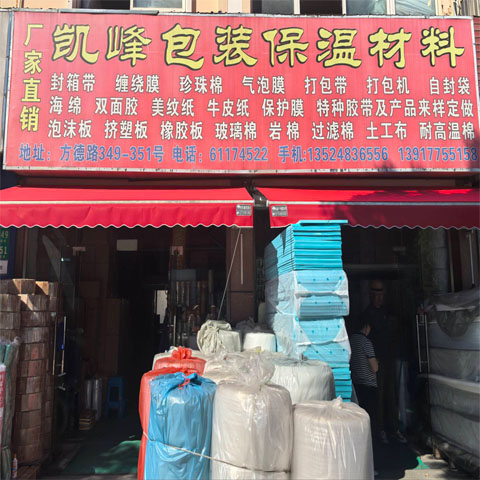 厂家直销
凯峰包装保温材料
封箱带 缠绕膜 珍珠棉 气泡膜 打包带 打包机 自封袋
海绵 双面胶 美纹纸 牛皮纸 保护膜 特种胶带及产品来样定做
泡沫板 挤塑板 橡胶板 玻璃棉 岩棉 过滤棉 土工布 耐高温棉
地址：方德路349-351号 电话：61174522 手机:13524836556 13917755158